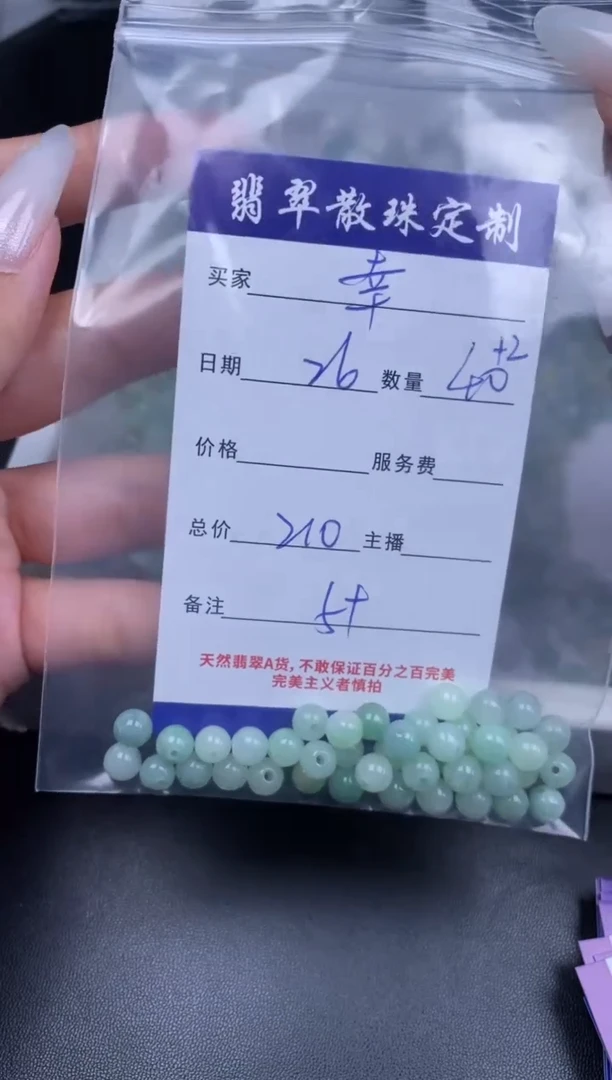 翡翠散珠定制
买家 幸
日期 26 数量 40+2
价格 服务费
总价 210 主播
备注 5+
天然翡翠A货，不敢保证百分之百完美
完美主义者慎拍